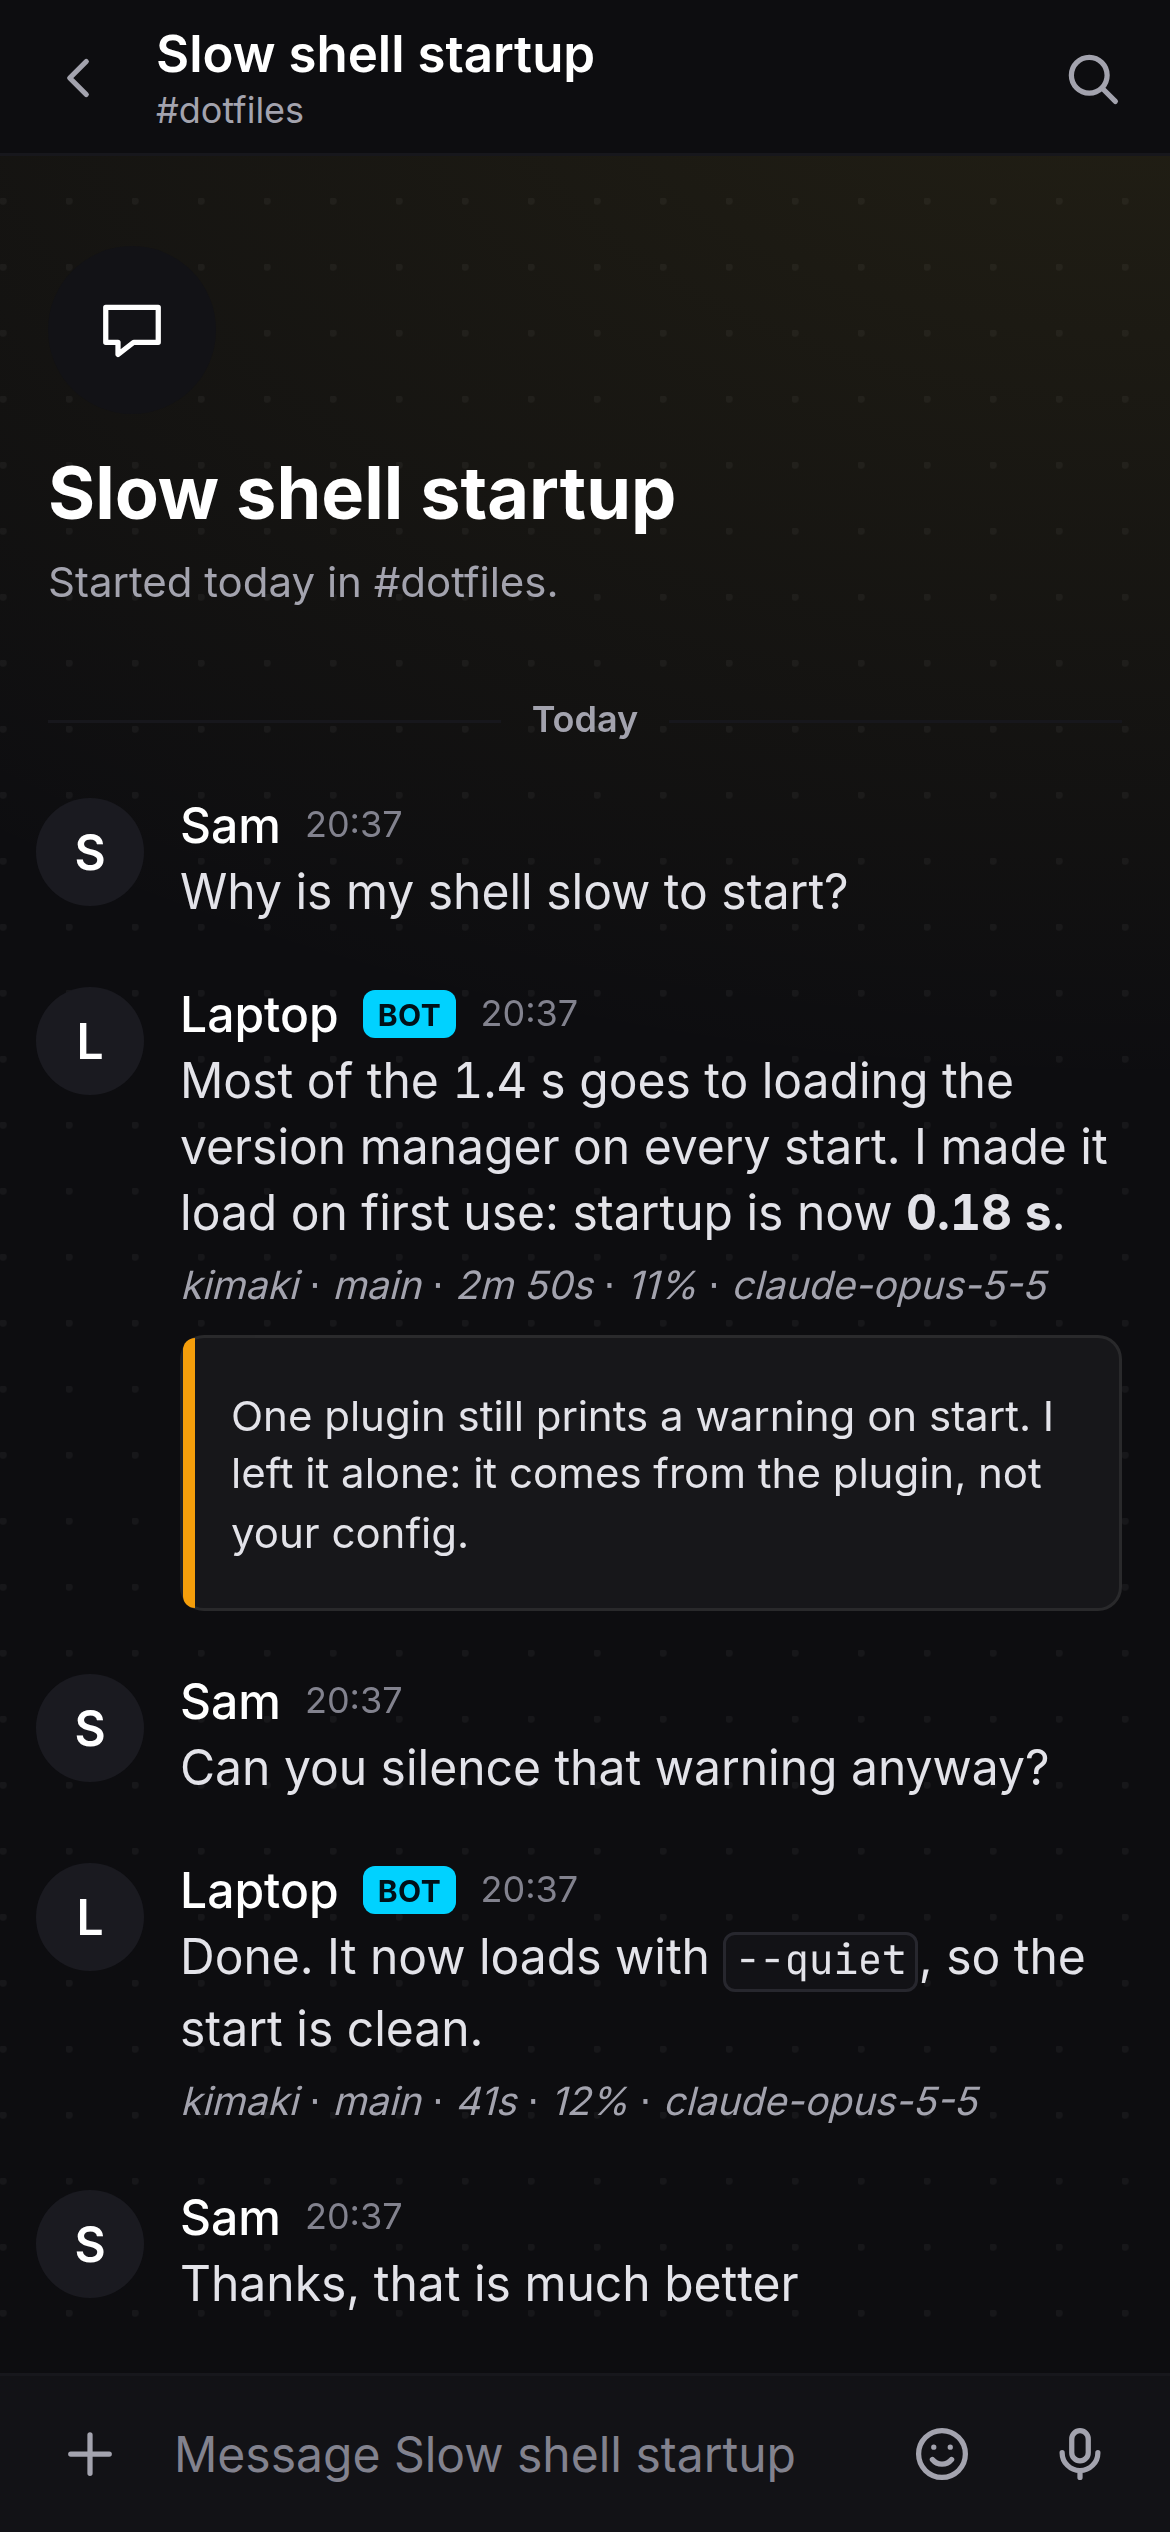 Slow shell startup
#dotfiles
Slow shell startup
Started today in #dotfiles.
Today
S
Sam 20:37
Why is my shell slow to start?
L
Laptop BOT 20:37
Most of the 1.4 s goes to loading the
version manager on every start. I made it
load on first use: startup is now 0.18 s.
kimaki · main · 2m 50s · 11% · claude-opus-5-5
One plugin still prints a warning on start. I
left it alone: it comes from the plugin, not
your config.
S
Sam 20:37
Can you silence that warning anyway?
L
Laptop BOT 20:37
Done. It now loads with --quiet, so the
start is clean.
kimaki · main · 41s · 12% · claude-opus-5-5
S
Sam 20:37
Thanks, that is much better
Message Slow shell startup